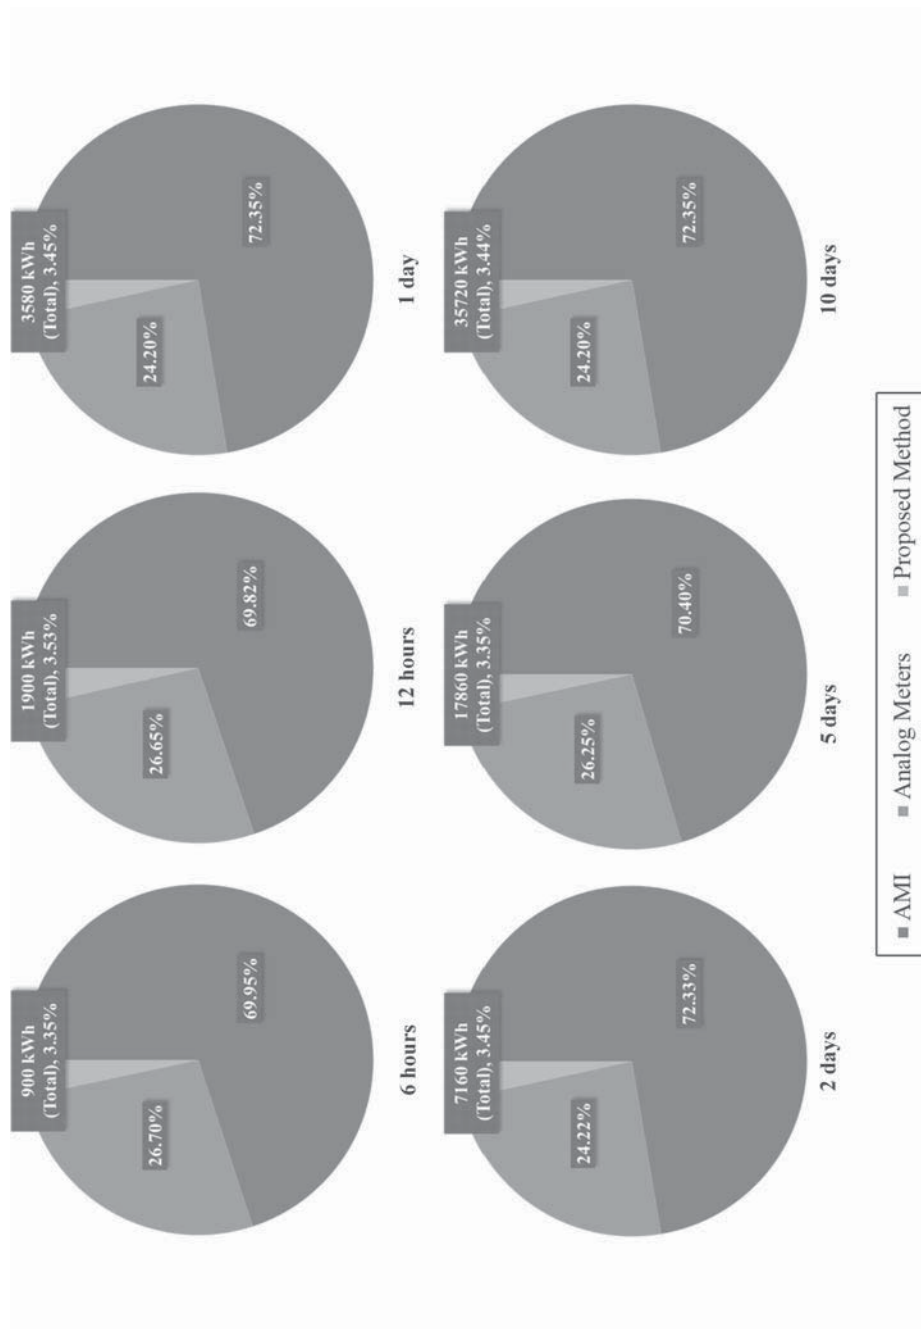 900 kWh
(Total), 3.35%
26.70%
69.95%
6 hours
1900 kWh
(Total), 3.53%
26.65%
69.82%
12 hours
3580 kWh
(Total), 3.45%
24.20%
72.35%
1 day
7160 kWh
(Total), 3.45%
24.22%
72.33%
2 days
17860 kWh
(Total), 3.35%
26.25%
70.40%
5 days
35720 kWh
(Total), 3.44%
24.20%
72.35%
10 days
AMI
Analog Meters
Proposed Method